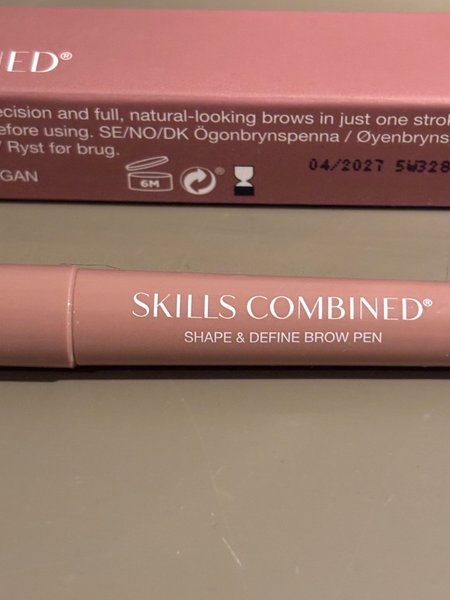 NED®
ecision and full, natural-looking brows in just one strok
efore using. SE/NO/DK Ögonbrynspenna / Øyenbryns
/ Ryst før brug.
GAN
6M
04/2027 5W328
SKILLS COMBINED®
SHAPE & DEFINE BROW PEN